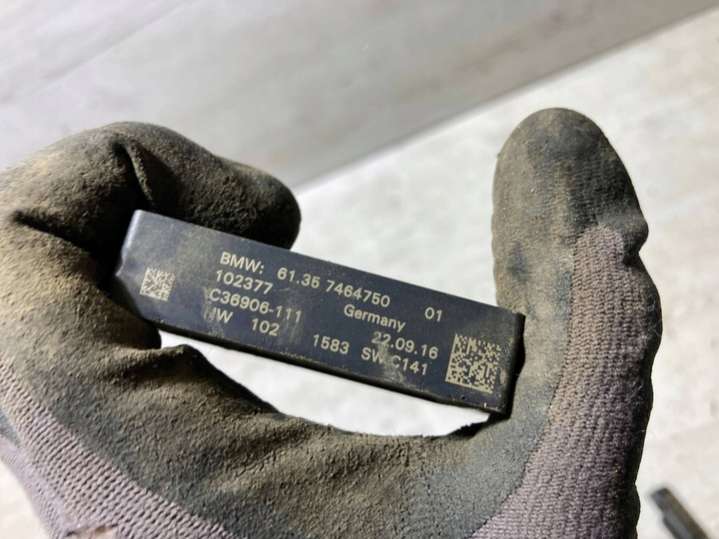 BMW: 61.35 7464750 01
102377 Germany
C36906-111 22.09.16
HW 102 1583 SW C141